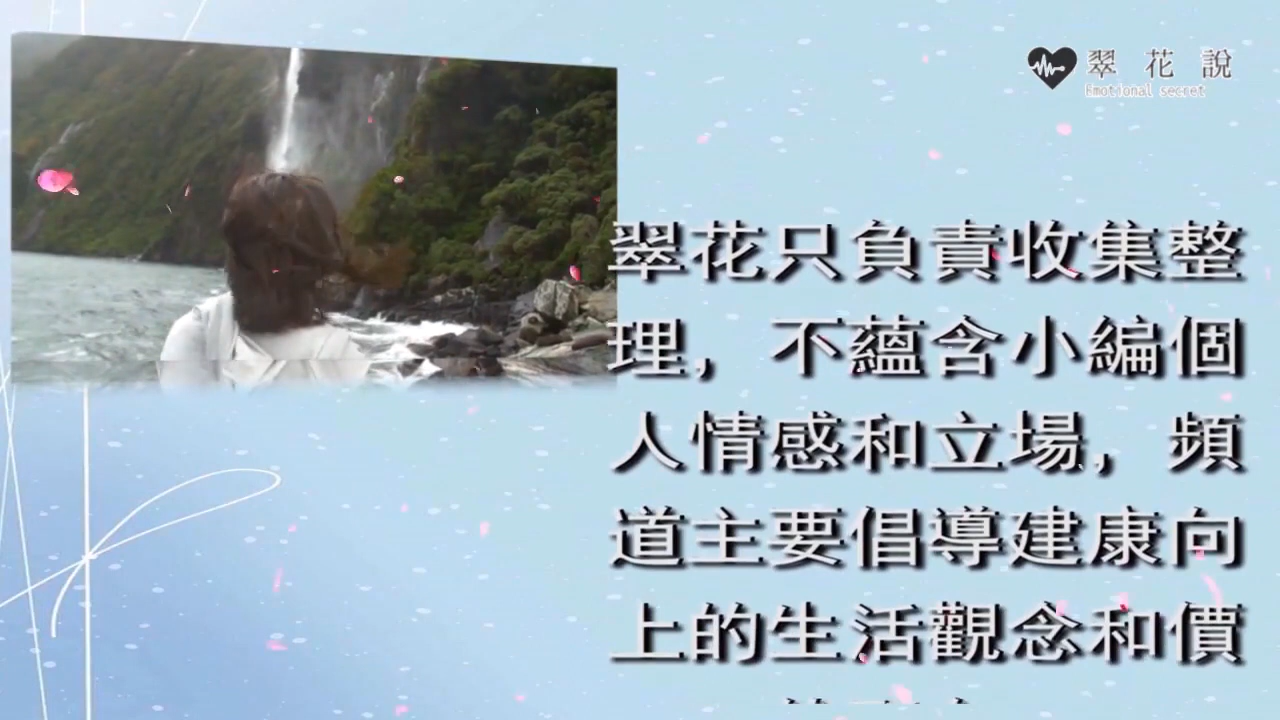 翠花說
Emotional secret
翠花只負責收集整
理，不蘊含小編個
人情感和立場，頻
道主要倡導建康向
上的生活觀念和價